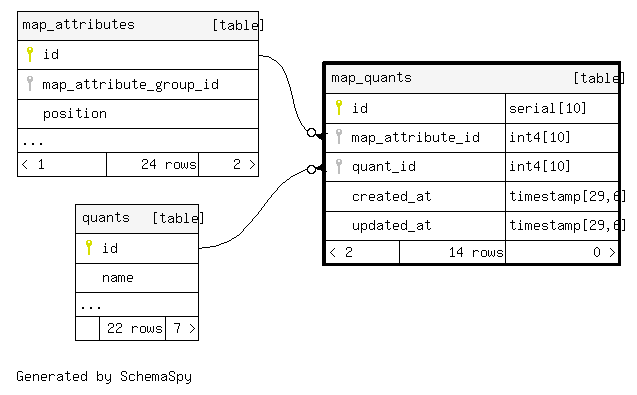 map_attributes [table]
id
map_attribute_group_id
position
...
< 1 24 rows 2 >
map_quants [table]
id serial[10]
map_attribute_id int4[10]
quant_id int4[10]
created_at timestamp[29,6]
updated_at timestamp[29,6]
< 2 14 rows 0 >
quants [table]
id
name
...
22 rows 7 >
Generated by SchemaSpy